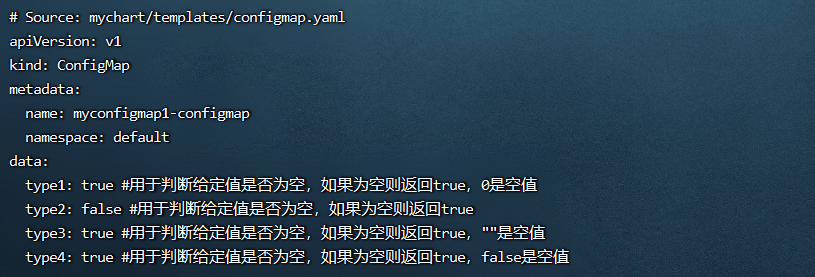 # Source: mychart/templates/configmap.yaml
apiVersion: v1
kind: ConfigMap
metadata:
  name: myconfigmap1-configmap
  namespace: default
data:
  type1: true #用于判断给定值是否为空，如果为空则返回true，0是空值
  type2: false #用于判断给定值是否为空，如果为空则返回true
  type3: true #用于判断给定值是否为空，如果为空则返回true，""是空值
  type4: true #用于判断给定值是否为空，如果为空则返回true，false是空值